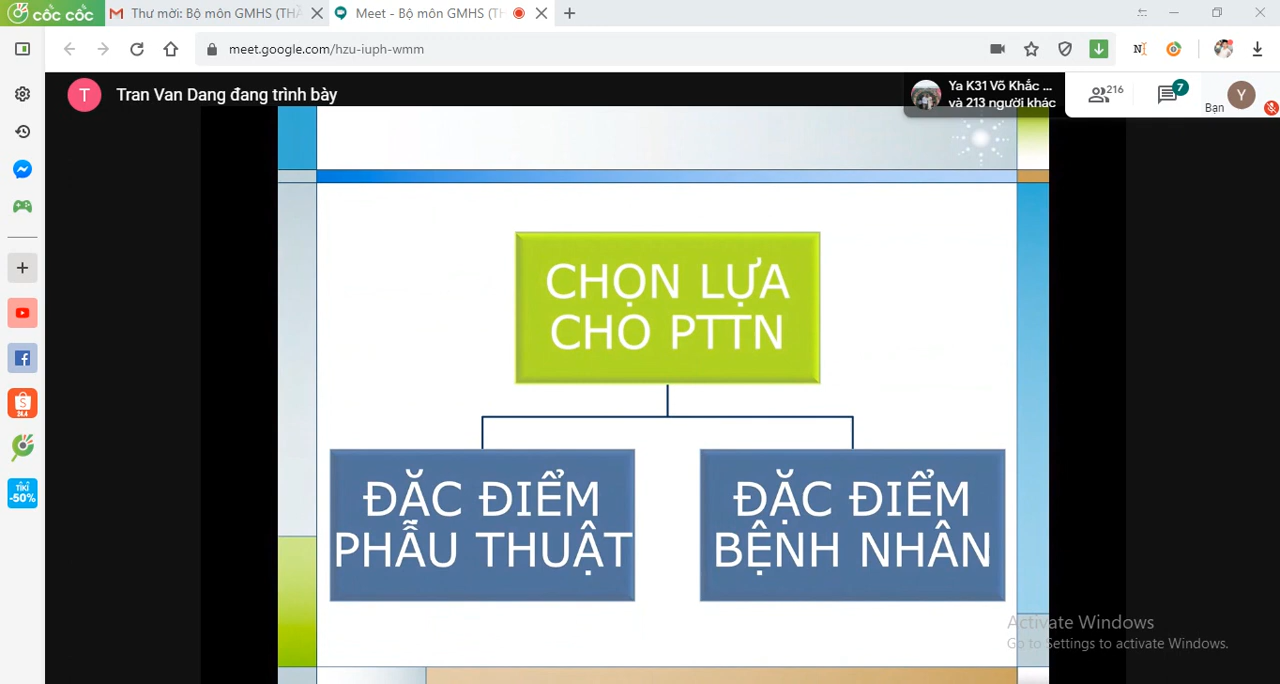 cốc cốc
Thư mời: Bộ môn GMHS (THẦ
Meet - Bộ môn GMHS (TH
meet.google.com/hzu-iuph-wmm
T
Tran Van Dang đang trình bày
Ya K31 Võ Khắc ...
và 213 người khác
216
7
Bạn
Y
CHỌN LỰA
CHO PTTN
ĐẶC ĐIỂM
PHẪU THUẬT
ĐẶC ĐIỂM
BỆNH NHÂN
TIKI
-50%
Activate Windows
Go to Settings to activate Windows.